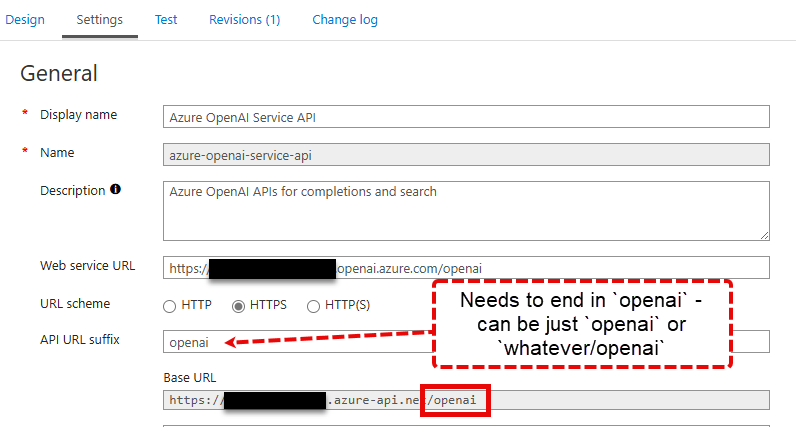 Design Settings Test Revisions (1) Change log
General
* Display name Azure OpenAI Service API
* Name azure-openai-service-api
Description Azure OpenAI APIs for completions and search
Web service URL https:// openai.azure.com/openai
URL scheme HTTP HTTPS HTTP(S)
Needs to end in `openai` -
can be just `openai` or
`whatever/openai`
API URL suffix openai
Base URL
https:// .azure-api.net/openai